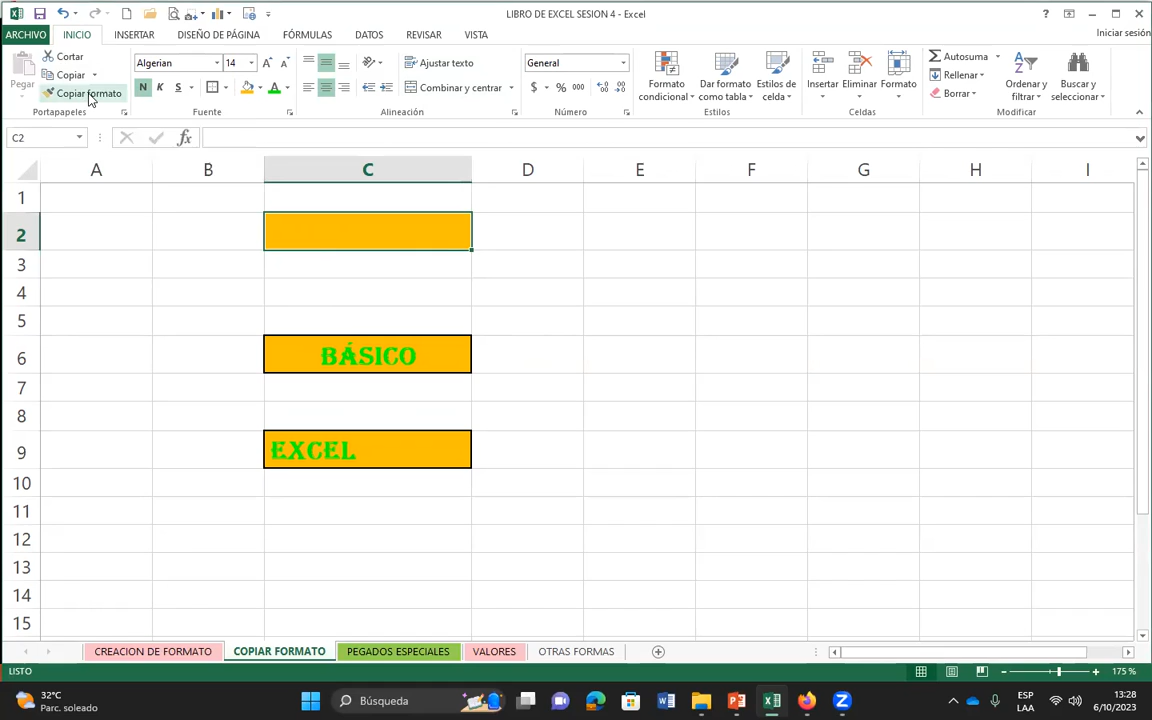 LIBRO DE EXCEL SESION 4 - Excel
ARCHIVO INICIO INSERTAR DISEÑO DE PÁGINA FÓRMULAS DATOS REVISAR VISTA Iniciar sesión
Pegar
Cortar
Copiar
Copiar formato
Portapapeles
Algerian 14
N K S
Fuente
Ajustar texto
Combinar y centrar
Alineación
General
$ % 000
Número
Formato condicional
Dar formato como tabla
Estilos de celda
Estilos
Insertar Eliminar Formato
Celdas
Autosuma
Rellenar
Borrar
Ordenar y filtrar
Buscar y seleccionar
Modificar
C2 fx
A B C D E F G H I
1
2
3
4
5
6 BÁSICO
7
8
9 EXCEL
10
11
12
13
14
15
CREACION DE FORMATO COPIAR FORMATO PEGADOS ESPECIALES VALORES OTRAS FORMAS
LISTO 175 %
32°C
Parc. soleado
Búsqueda
ESP
LAA
13:28
6/10/2023